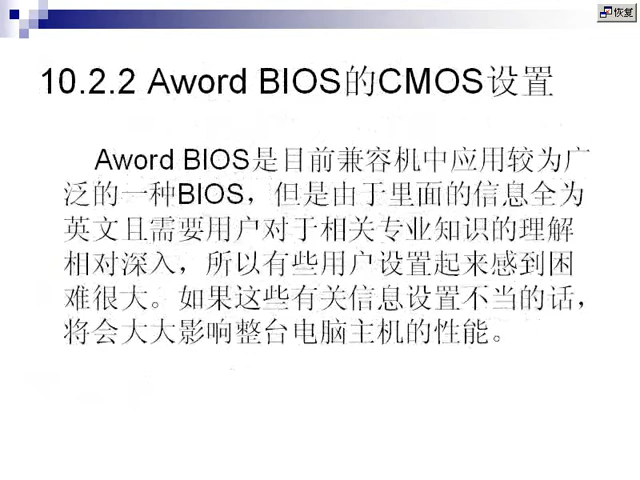 恢复
10.2.2 Aword BIOS的CMOS设置
Aword BIOS是目前兼容机中应用较为广
泛的一种BIOS，但是由于里面的信息全为
英文且需要用户对于相关专业知识的理解
相对深入，所以有些用户设置起来感到困
难很大。如果这些有关信息设置不当的话，
将会大大影响整台电脑主机的性能。